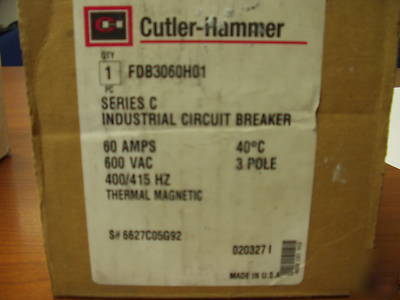 Cutler-Hammer
QTY
1 FDB3060H01
PC
SERIES C
INDUSTRIAL CIRCUIT BREAKER
60 AMPS 40°C
600 VAC 3 POLE
400/415 HZ
THERMAL MAGNETIC
S# 6627C05G92
020327 I
MADE IN U.S.A.